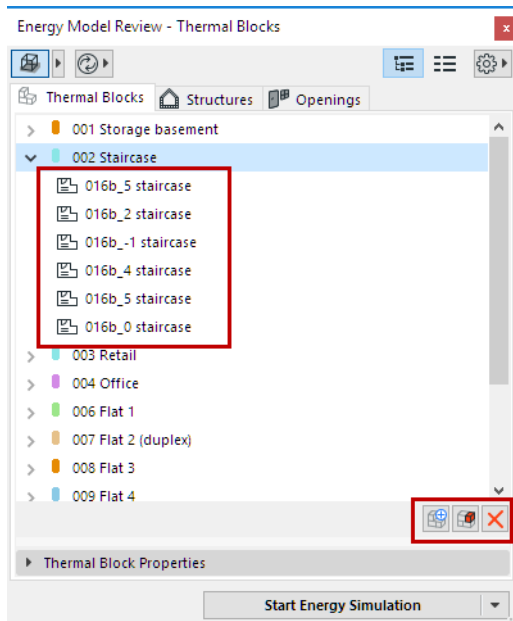 Energy Model Review - Thermal Blocks
x
Thermal Blocks Structures Openings
001 Storage basement
002 Staircase
016b_5 staircase
016b_2 staircase
016b_-1 staircase
016b_4 staircase
016b_5 staircase
016b_0 staircase
003 Retail
004 Office
006 Flat 1
007 Flat 2 (duplex)
008 Flat 3
009 Flat 4
Thermal Block Properties
Start Energy Simulation